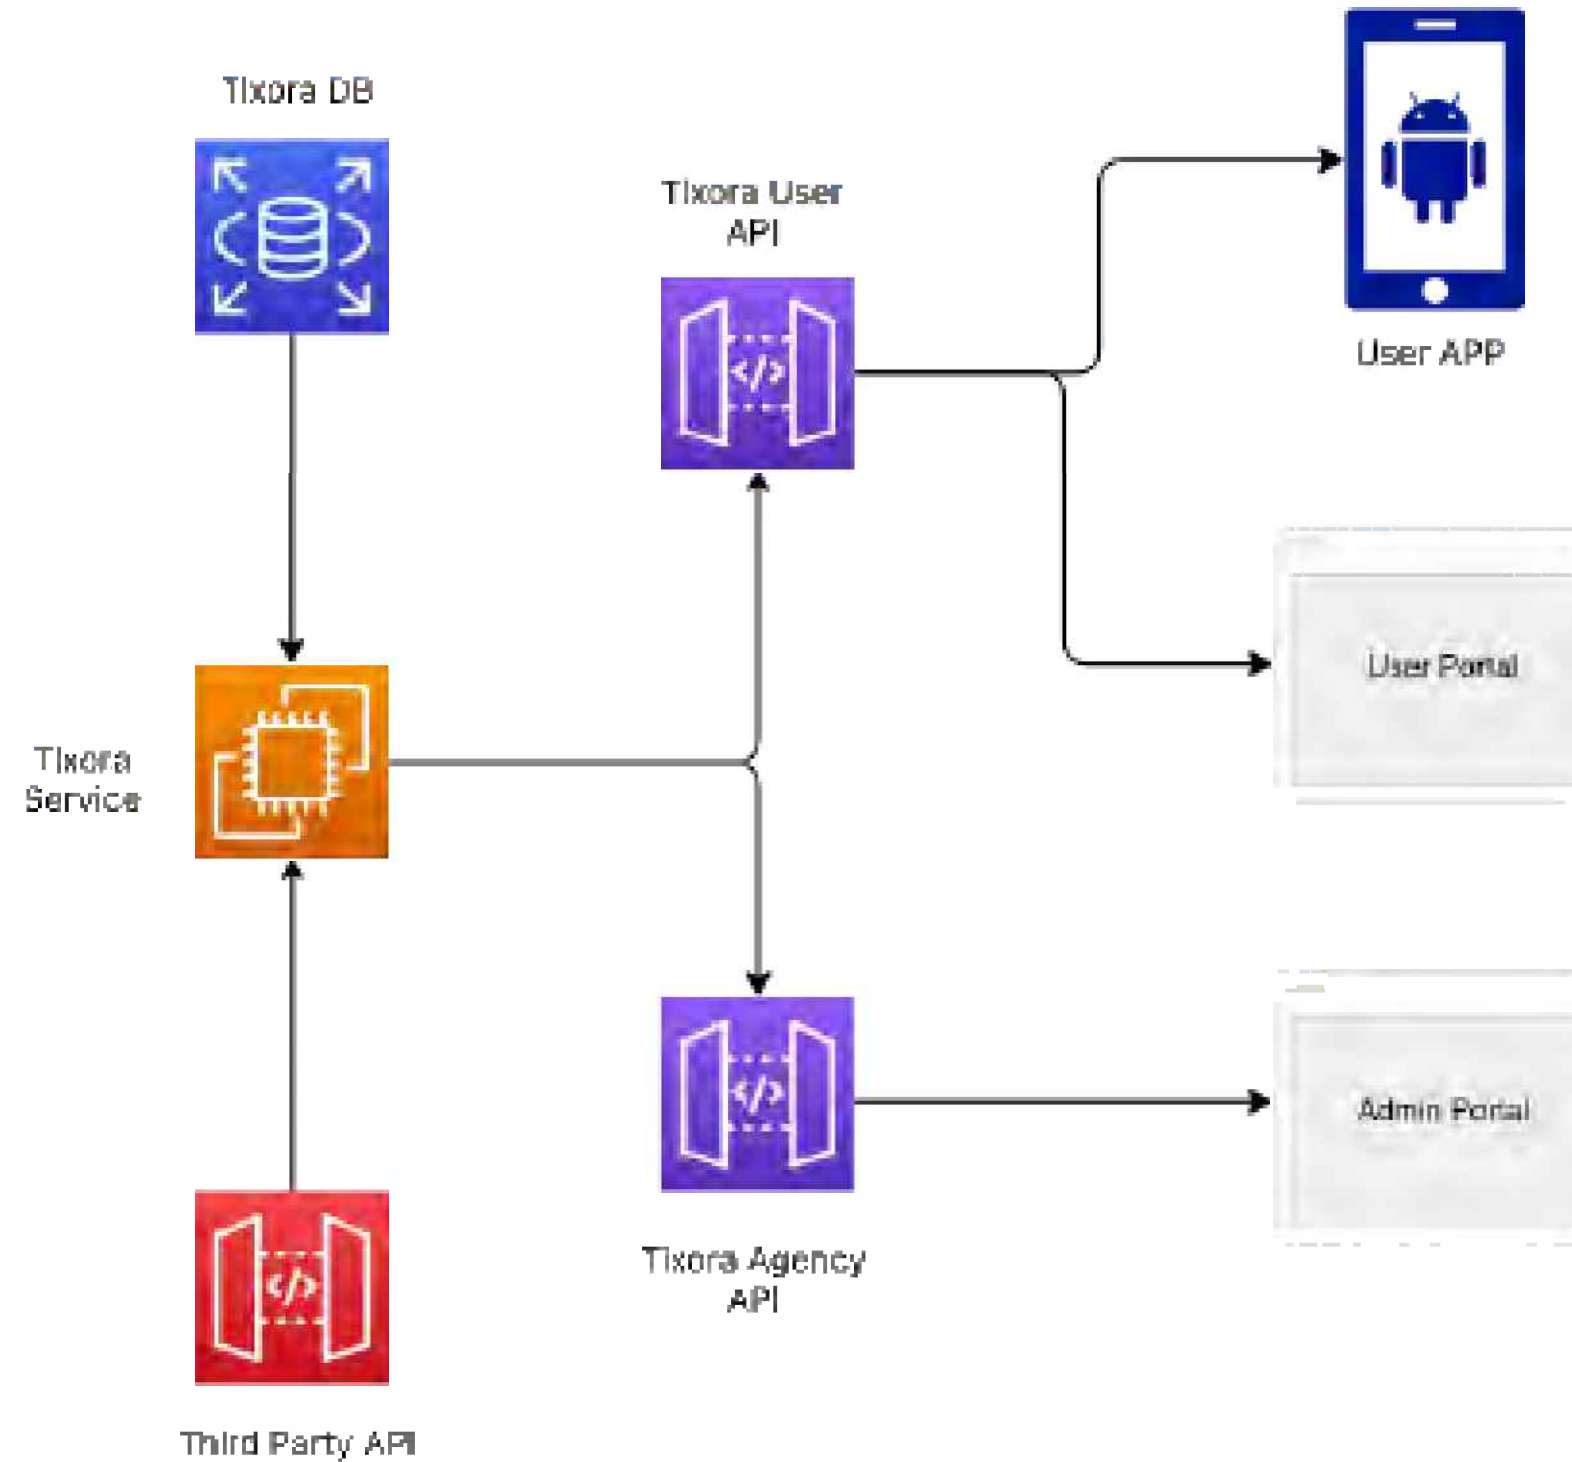 Tixora DB
Tixora User
API
</>
User APP
User Portal
Tixora
Service
Admin Portal
</>
Tixora Agency
API
</>
Third Party API